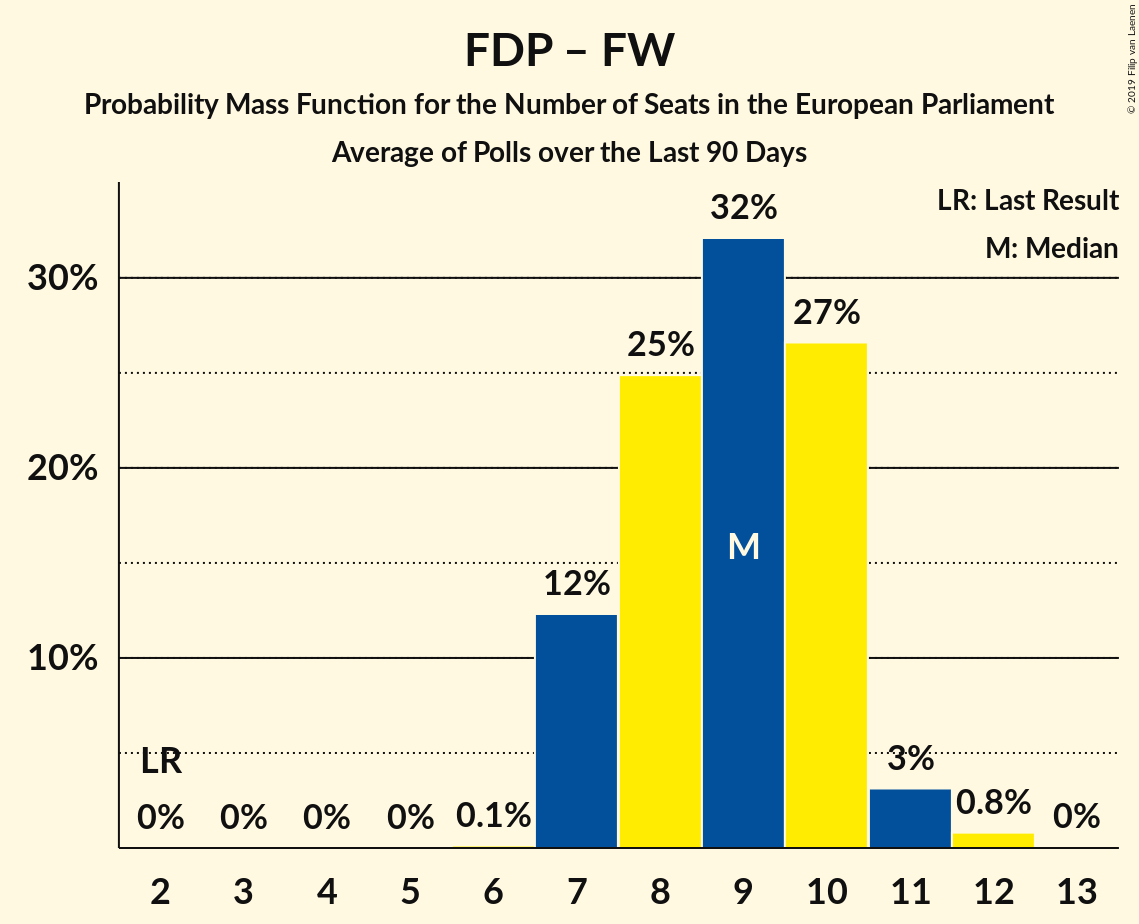 FDP – FW
Probability Mass Function for the Number of Seats in the European Parliament
Average of Polls over the Last 90 Days
© 2019 Filip van Laenen
LR: Last Result
M: Median
30%
20%
10%
LR
0%
0%
0%
0%
0.1%
12%
25%
32%
27%
3%
0.8%
0%
M
2 3 4 5 6 7 8 9 10 11 12 13